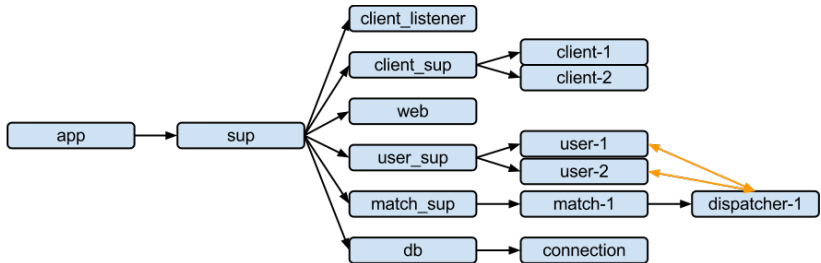 client_listener
client_sup
client-1
client-2
web
app
sup
user_sup
user-1
user-2
match_sup
match-1
dispatcher-1
db
connection